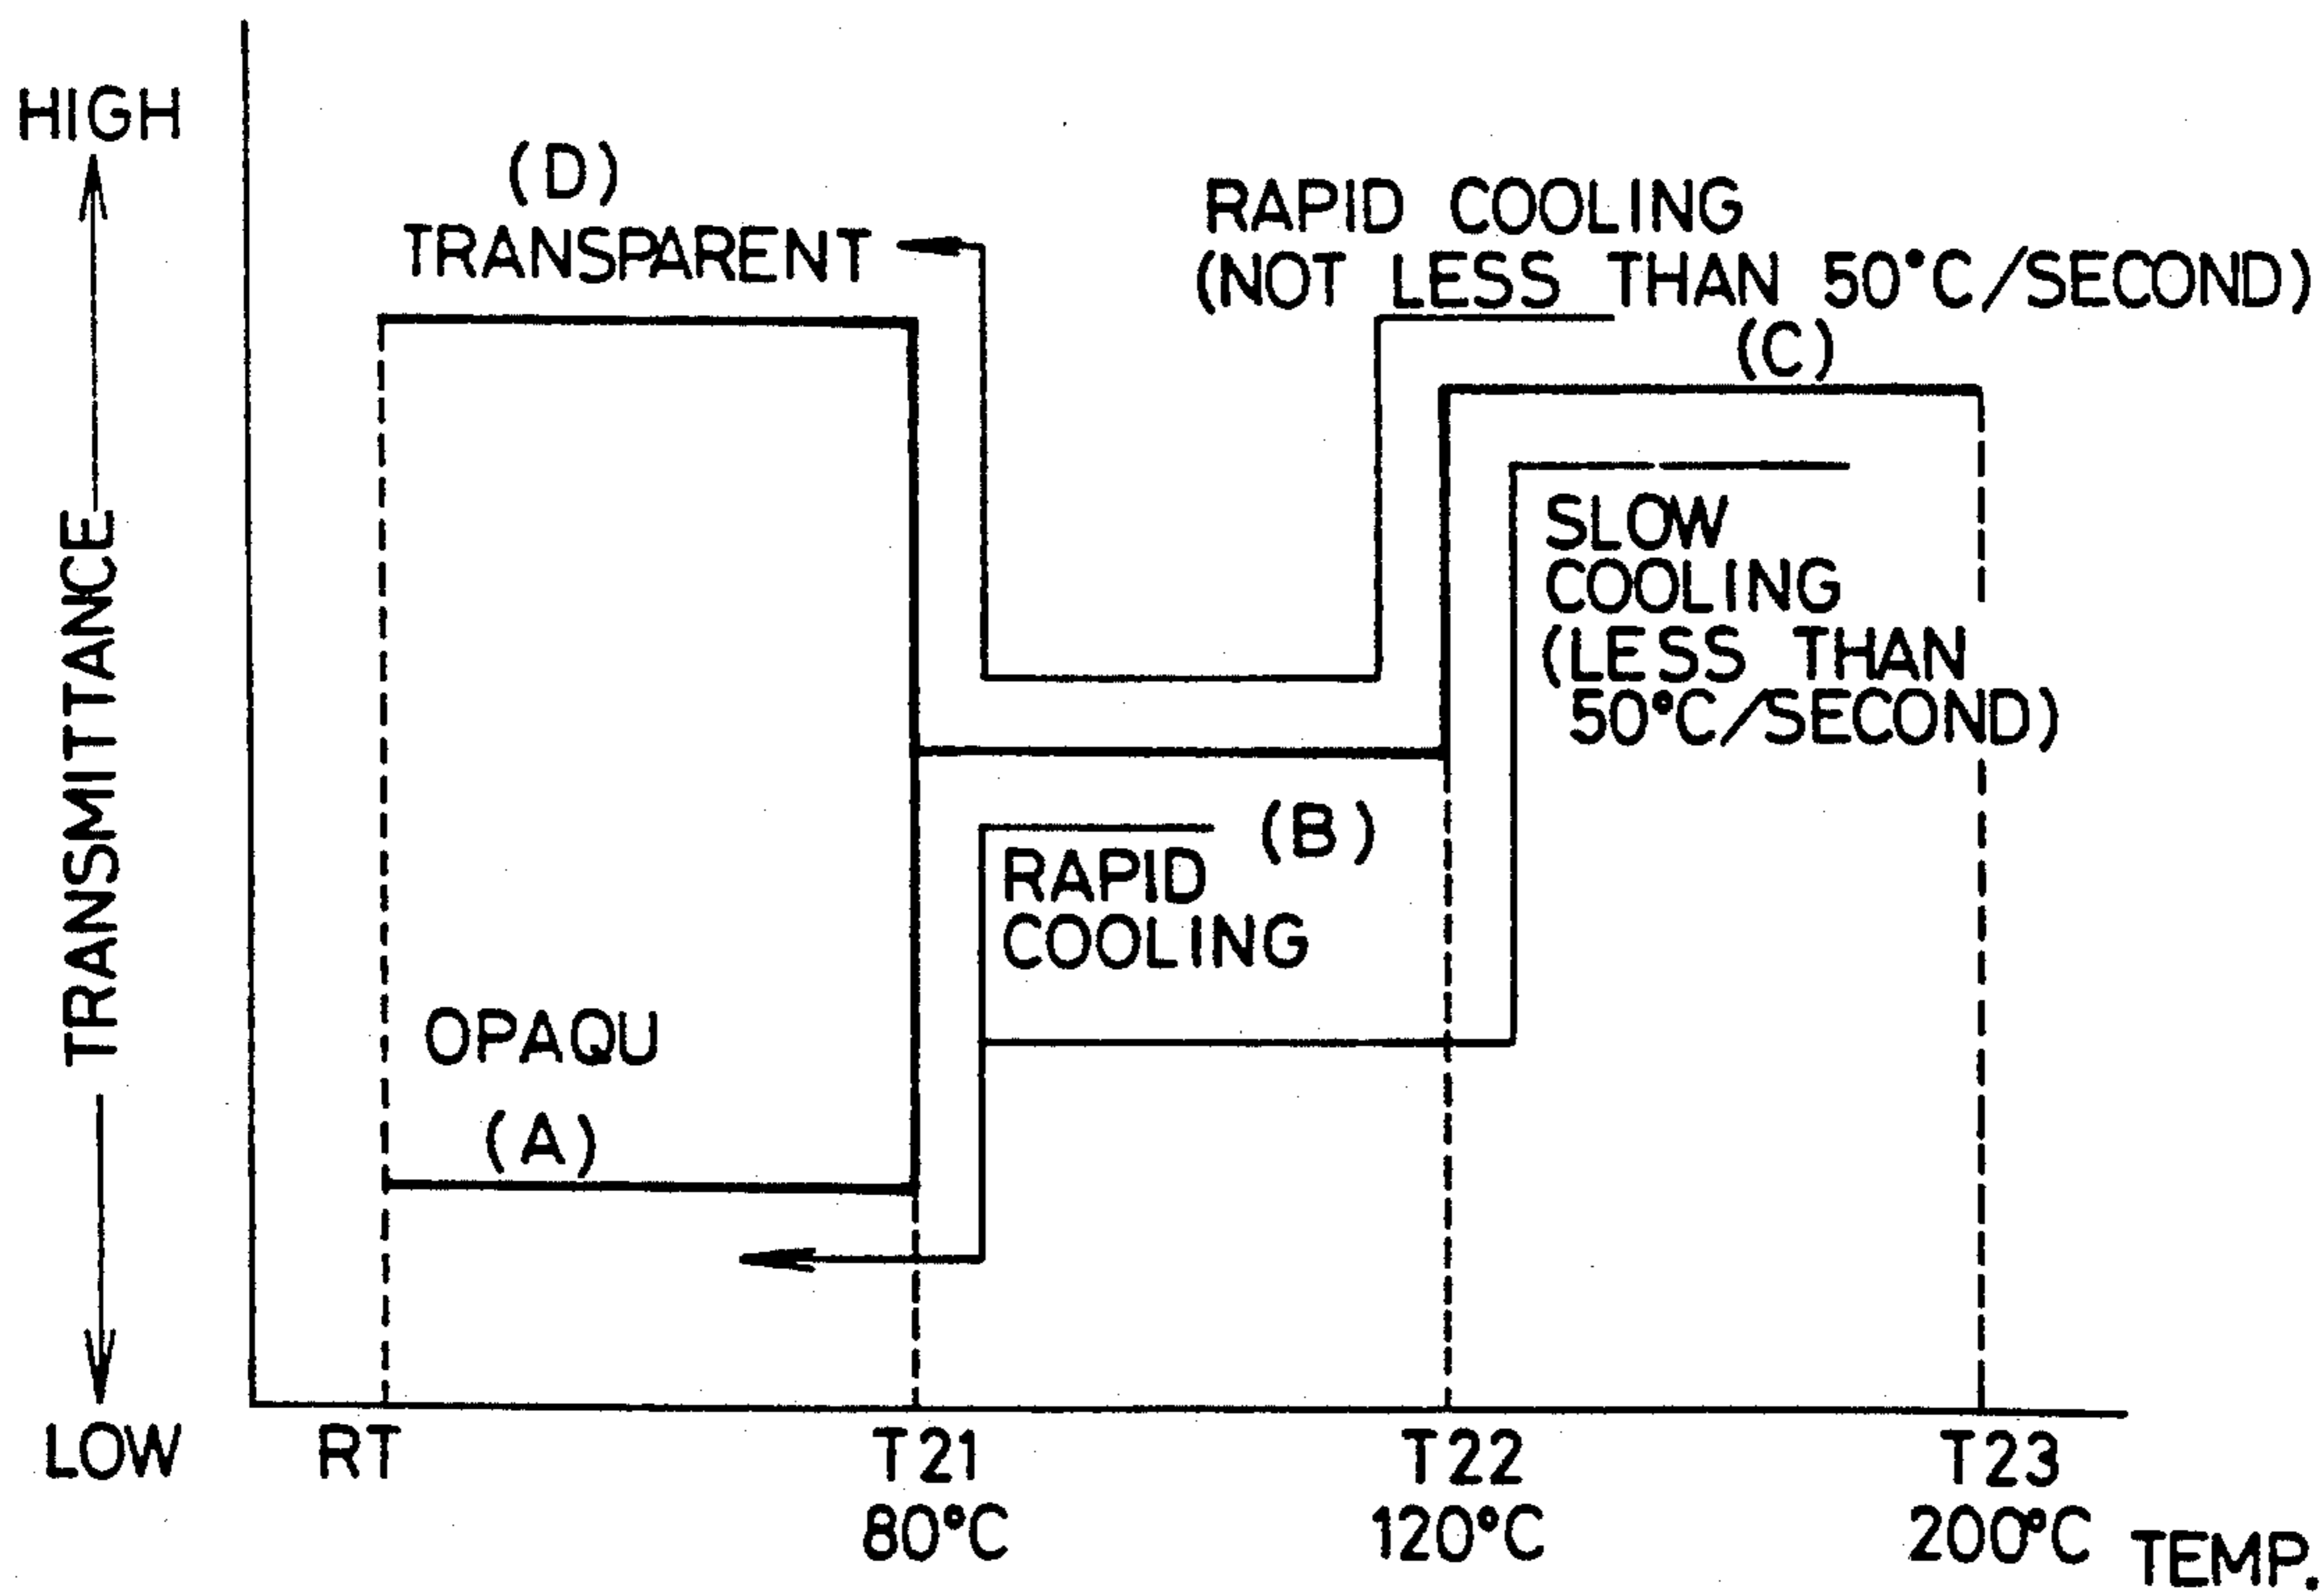 HIGH
TRANSMITTANCE
LOW
(D)
TRANSPARENT
RAPID COOLING
(NOT LESS THAN 50°C/SECOND)
(C)
SLOW
COOLING
(LESS THAN
50°C/SECOND)
(B)
RAPID
COOLING
OPAQU
(A)
RT
T21
80°C
T22
120°C
T23
200°C
TEMP.